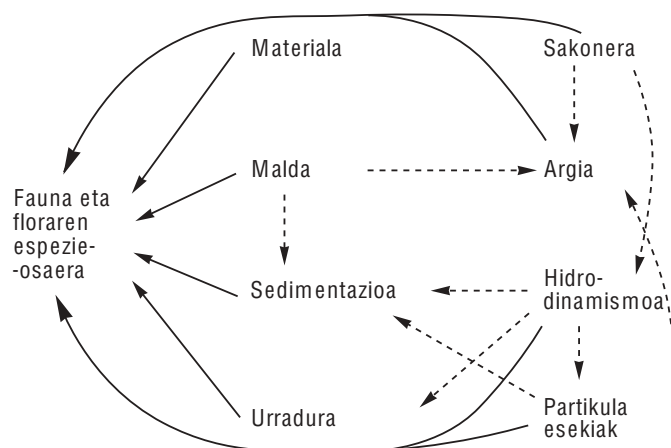 Materiala
Sakonera
Malda
Argia
Fauna eta
floraren
espezie-
-osaera
Sedimentazioa
Hidro-
dinamismoa
Urradura
Partikula
esekiak